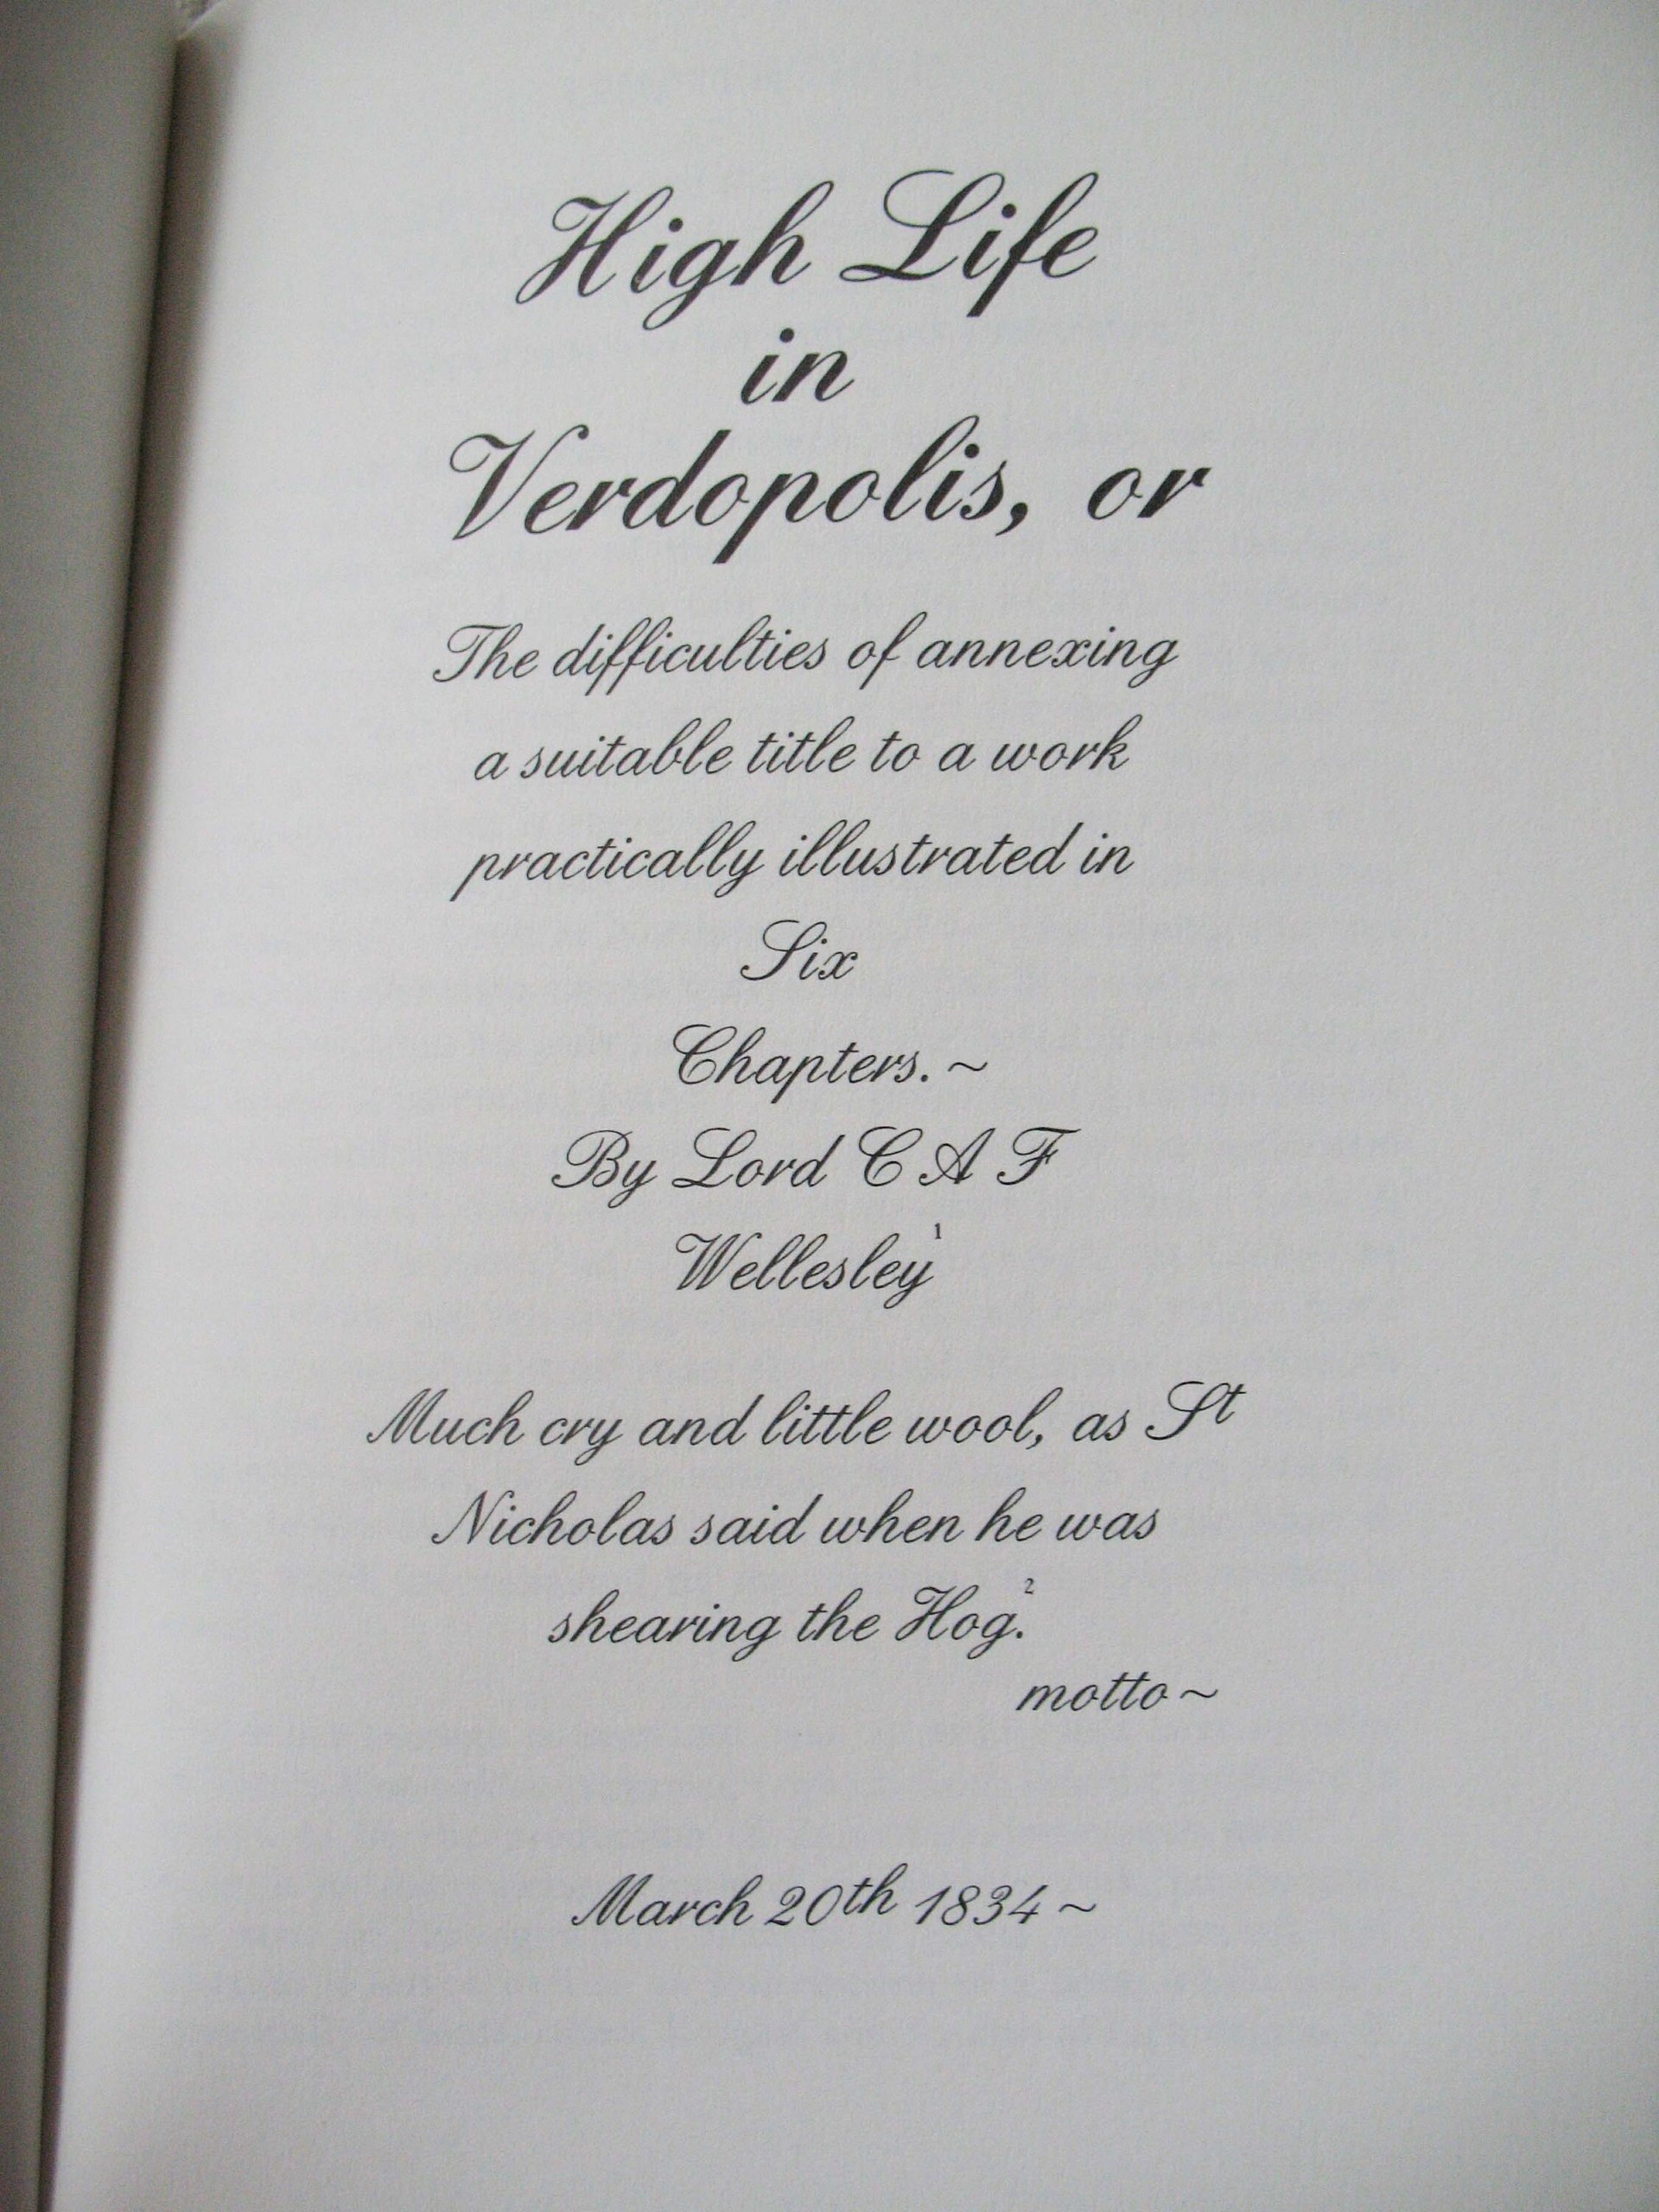 High Life
in
Verdopolis, or
The difficulties of annexing
a suitable title to a work
practically illustrated in
Six
Chapters. ~
By Lord C A F
Wellesley¹
Much cry and little wool, as St
Nicholas said when he was
shearing the Hog.²
motto ~
March 20th 1834 ~